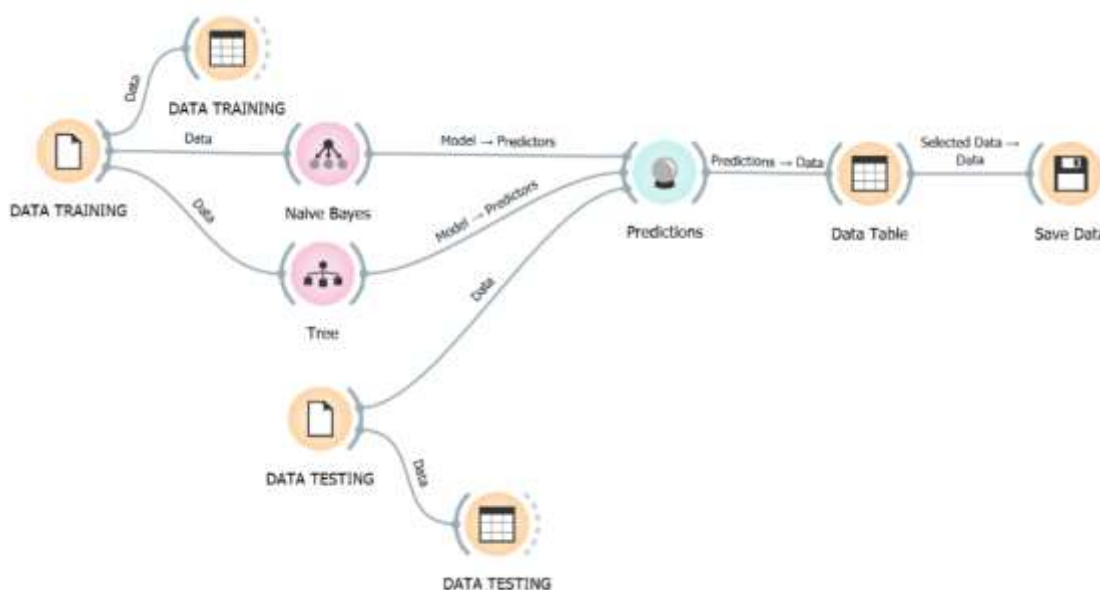 Data
DATA TRAINING
DATA TRAINING
Data
Data
Naive Bayes
Tree
Model → Predictors
Model → Predictors
Predictions
Predictions → Data
Data Table
Selected Data →
Data
Save Data
Data
DATA TESTING
Data
DATA TESTING